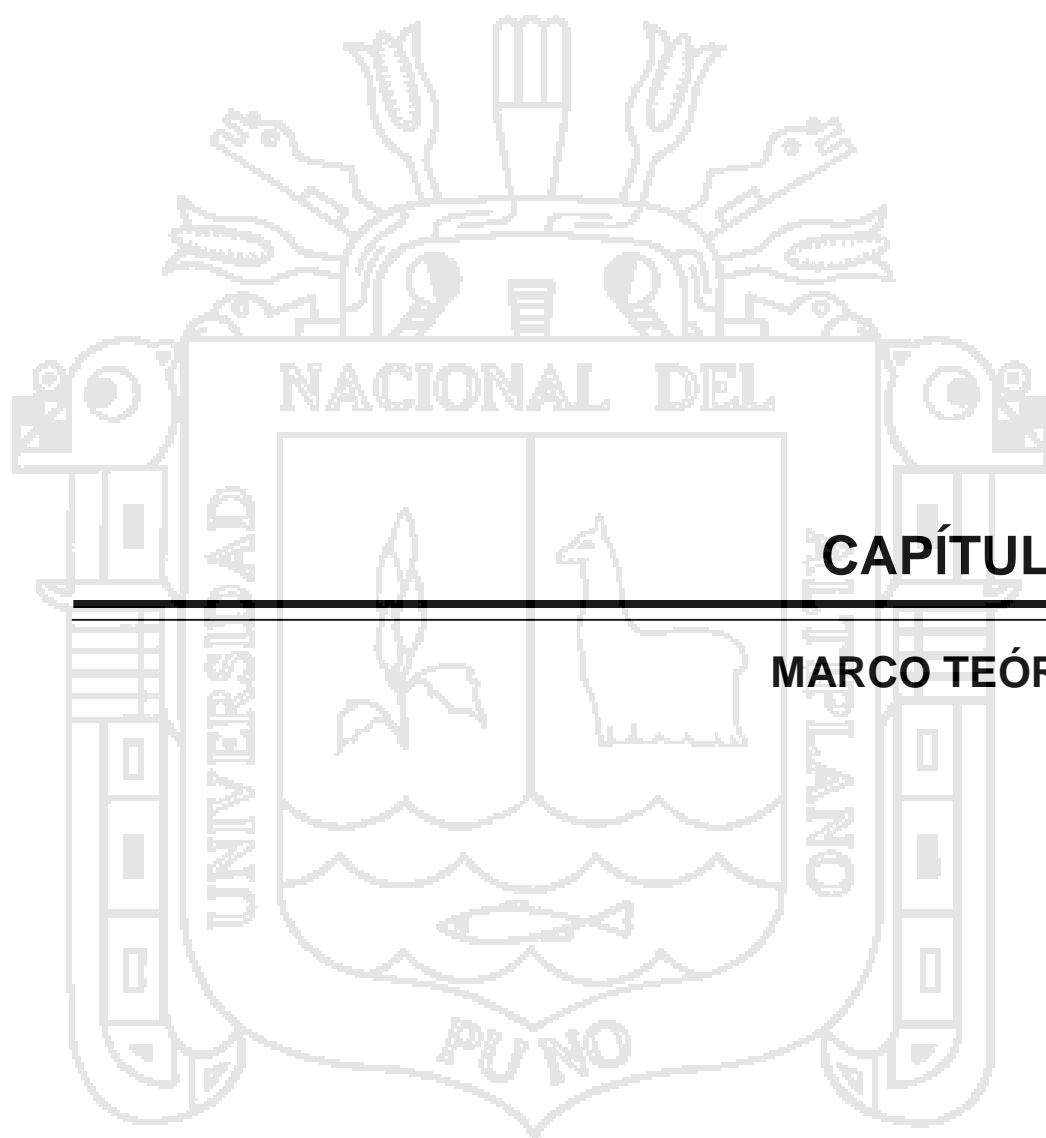 NACIONAL DEL
UNIVERSIDAD
ALTIPLANO
CAPÍTUL
MARCO TEÓR
PUNO